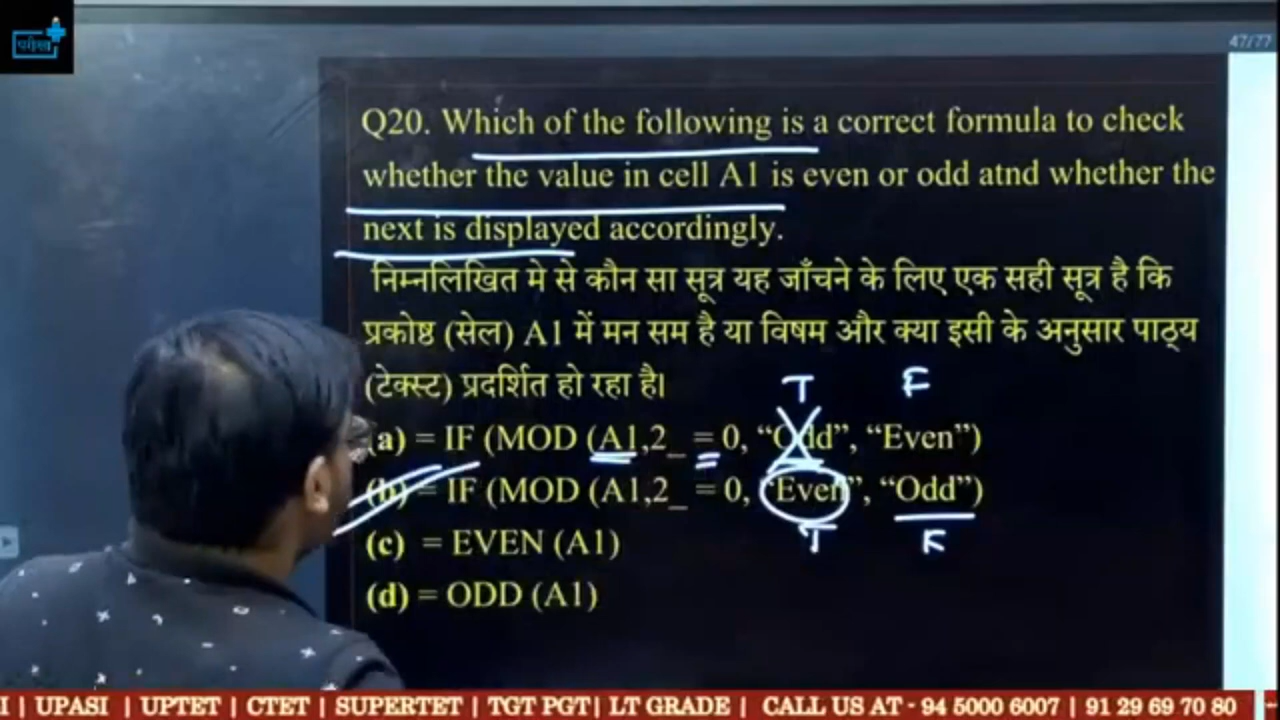 परीक्षा
47/77
Q20. Which of the following is a correct formula to check
whether the value in cell A1 is even or odd atnd whether the
next is displayed accordingly.
निम्नलिखित मे से कौन सा सूत्र यह जाँचने के लिए एक सही सूत्र है कि
प्रकोष्ठ (सेल) A1 में मन सम है या विषम और क्या इसी के अनुसार पाठ्य
(टेक्स्ट) प्रदर्शित हो रहा है।
T F
(a) = IF (MOD (A1,2_ = 0, “Odd”, “Even”)
(b) = IF (MOD (A1,2_ = 0, “Even”, “Odd”)
T F
(c) = EVEN (A1)
(d) = ODD (A1)
I | UPASI | UPTET | CTET | SUPERTET | TGT PGT| LT GRADE | CALL US AT - 94 5000 6007 | 91 29 69 70 80